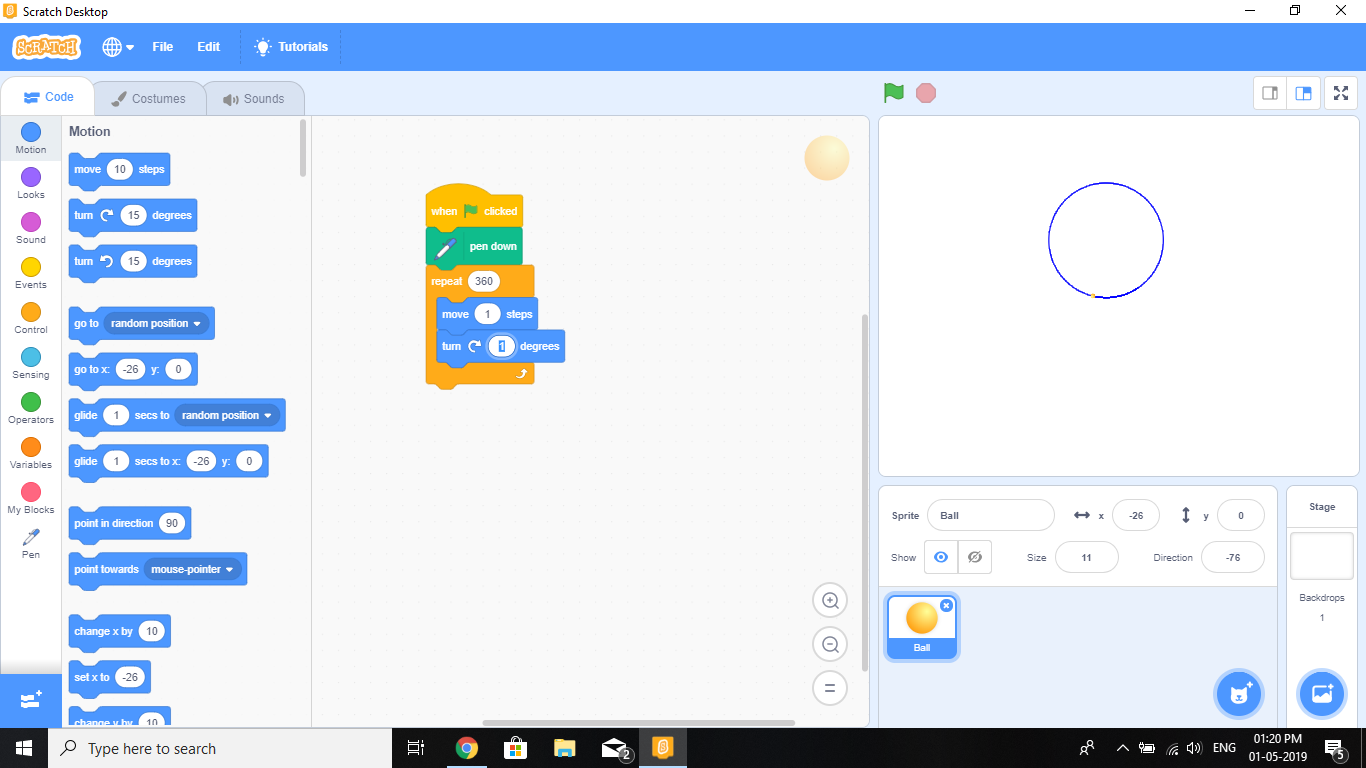 Scratch Desktop
SCRATCH
File
Edit
Tutorials
Code
Costumes
Sounds
Motion
Looks
Sound
Events
Control
Sensing
Operators
Variables
My Blocks
Pen
Motion
move 10 steps
turn 15 degrees
turn 15 degrees
go to random position
go to x: -26 y: 0
glide 1 secs to random position
glide 1 secs to x: -26 y: 0
point in direction 90
point towards mouse-pointer
change x by 10
set x to -26
change y by 10
when clicked
pen down
repeat 360
move 1 steps
turn 1 degrees
Sprite Ball x -26 y 0
Show Size 11 Direction -76
Ball
Stage
Backdrops
1
Type here to search
2
ENG
01:20 PM
01-05-2019
5